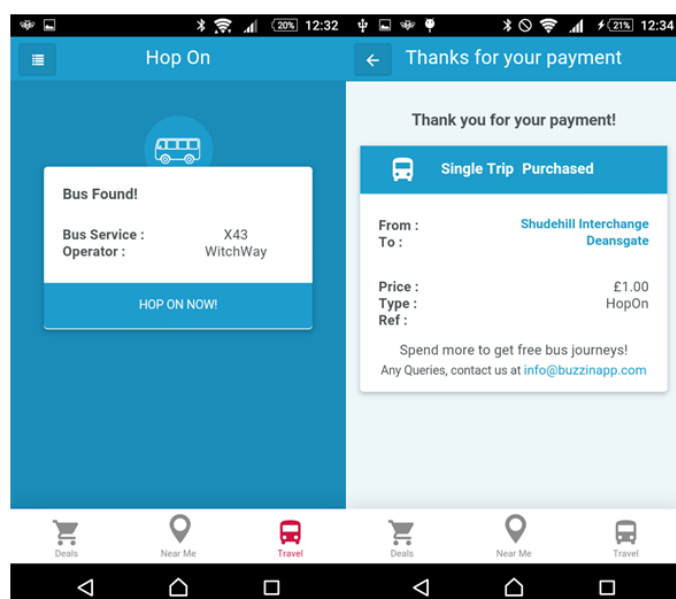 20% 12:32
Hop On
Bus Found!
Bus Service : X43
Operator : WitchWay
HOP ON NOW!
Deals Near Me Travel
21% 12:34
Thanks for your payment
Thank you for your payment!
Single Trip Purchased
From : Shudehill Interchange
To : Deansgate
Price : £1.00
Type : HopOn
Ref :
Spend more to get free bus journeys!
Any Queries, contact us at info@buzzinapp.com
Deals Near Me Travel